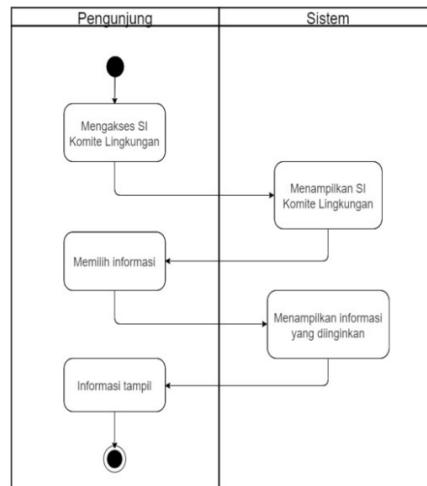 Pengunjung
Sistem
Mengakses SI
Komite Lingkungan
Menampilkan SI
Komite Lingkungan
Memilih informasi
Menampilkan informasi
yang diinginkan
Informasi tampil